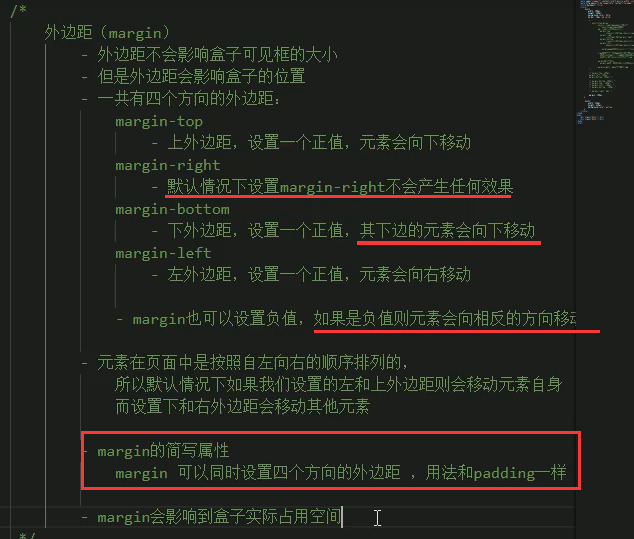 /*
外边距（margin）
- 外边距不会影响盒子可见框的大小
- 但是外边距会影响盒子的位置
- 一共有四个方向的外边距：
margin-top
- 上外边距，设置一个正值，元素会向下移动
margin-right
- 默认情况下设置margin-right不会产生任何效果
margin-bottom
- 下外边距，设置一个正值，其下边的元素会向下移动
margin-left
- 左外边距，设置一个正值，元素会向右移动
- margin也可以设置负值，如果是负值则元素会向相反的方向移动
- 元素在页面中是按照自左向右的顺序排列的，
所以默认情况下如果我们设置的左和上外边距则会移动元素自身
而设置下和右外边距会移动其他元素
- margin的简写属性
margin 可以同时设置四个方向的外边距 ，用法和padding一样
- margin会影响到盒子实际占用空间
*/